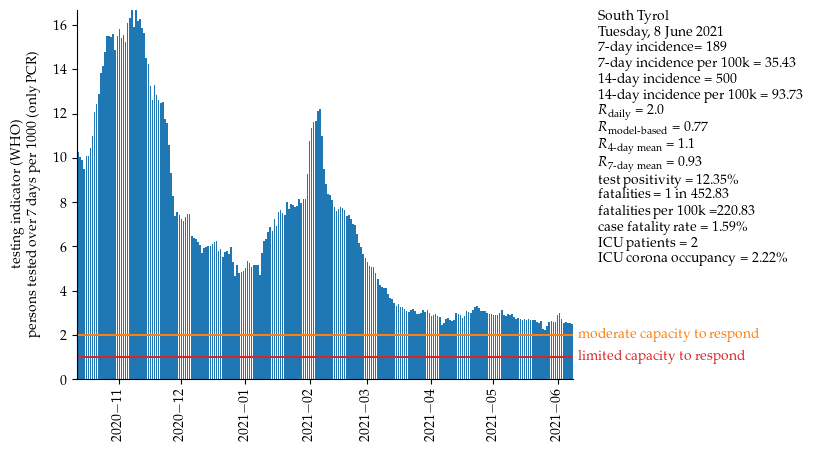 testing indicator (WHO)
persons tested over 7 days per 1000 (only PCR)
16
14
12
10
8
6
4
2
0
2020−11
2020−12
2021−01
2021−02
2021−03
2021−04
2021−05
2021−06
moderate capacity to respond
limited capacity to respond
South Tyrol
Tuesday, 8 June 2021
7-day incidence= 189
7-day incidence per 100k = 35.43
14-day incidence = 500
14-day incidence per 100k = 93.73
R daily = 2.0
R model-based = 0.77
R 4-day mean = 1.1
R 7-day mean = 0.93
test positivity = 12.35%
fatalities = 1 in 452.83
fatalities per 100k =220.83
case fatality rate = 1.59%
ICU patients = 2
ICU corona occupancy = 2.22%